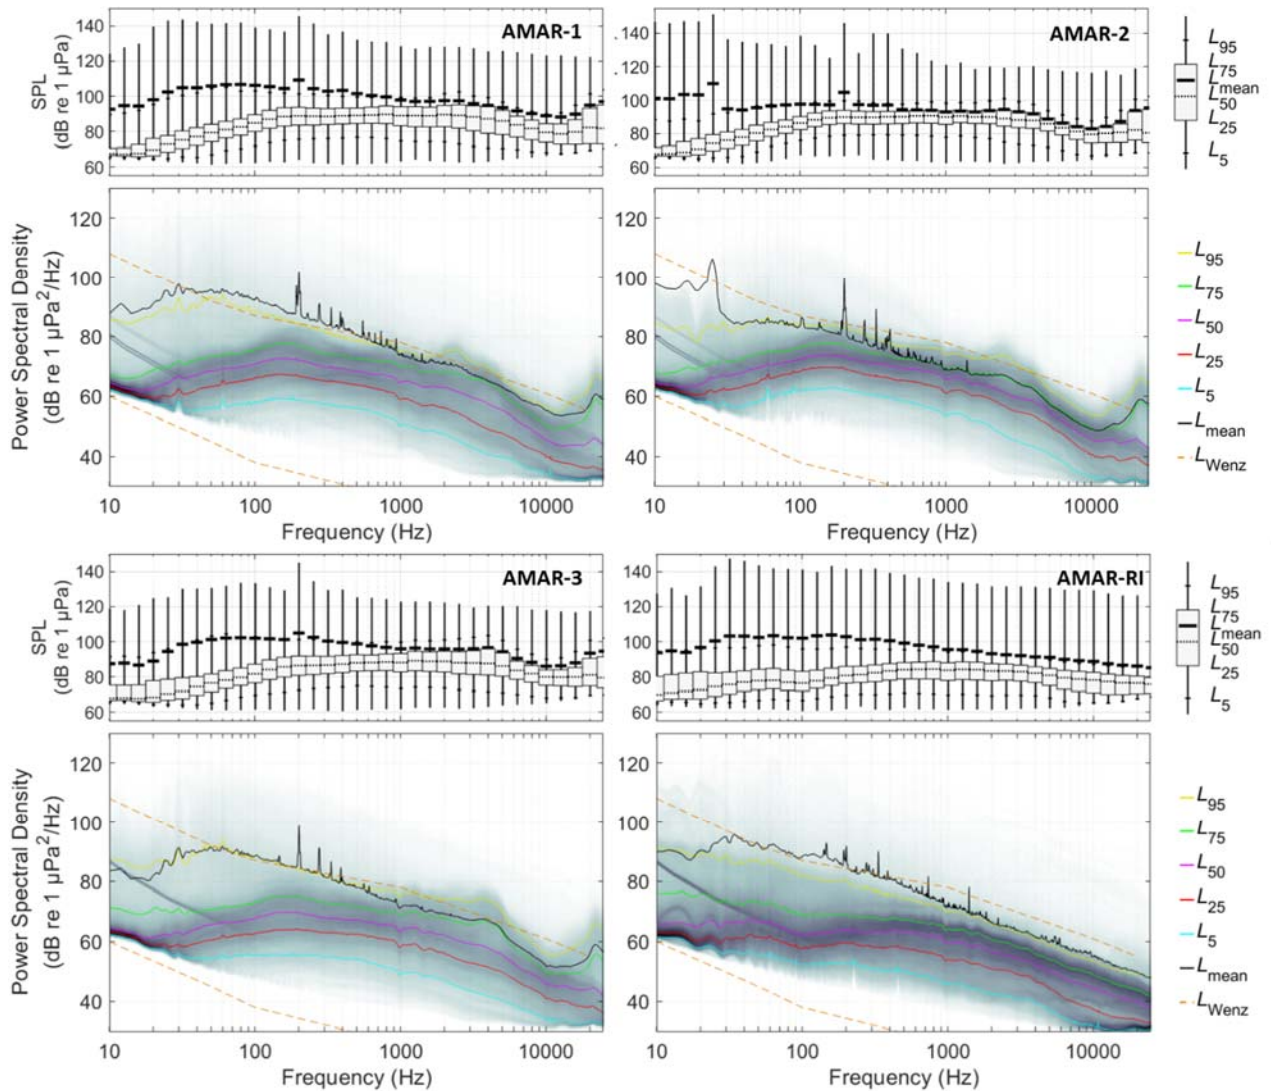 AMAR-1
150
140
120
100
80
60
SPL
(dB re 1 µPa)
AMAR-2
140
120
100
80
60
L95
L75
Lmean
L50
L25
L5
120
100
80
60
40
Power Spectral Density
(dB re 1 µPa²/Hz)
10
100
1000
10000
Frequency (Hz)
120
100
80
60
40
10
100
1000
10000
Frequency (Hz)
L95
L75
L50
L25
L5
Lmean
LWenz
AMAR-3
140
120
100
80
60
SPL
(dB re 1 µPa)
AMAR-RI
140
120
100
80
60
L95
L75
Lmean
L50
L25
L5
120
100
80
60
40
Power Spectral Density
(dB re 1 µPa²/Hz)
10
100
1000
10000
Frequency (Hz)
120
100
80
60
40
10
100
1000
10000
Frequency (Hz)
L95
L75
L50
L25
L5
Lmean
LWenz